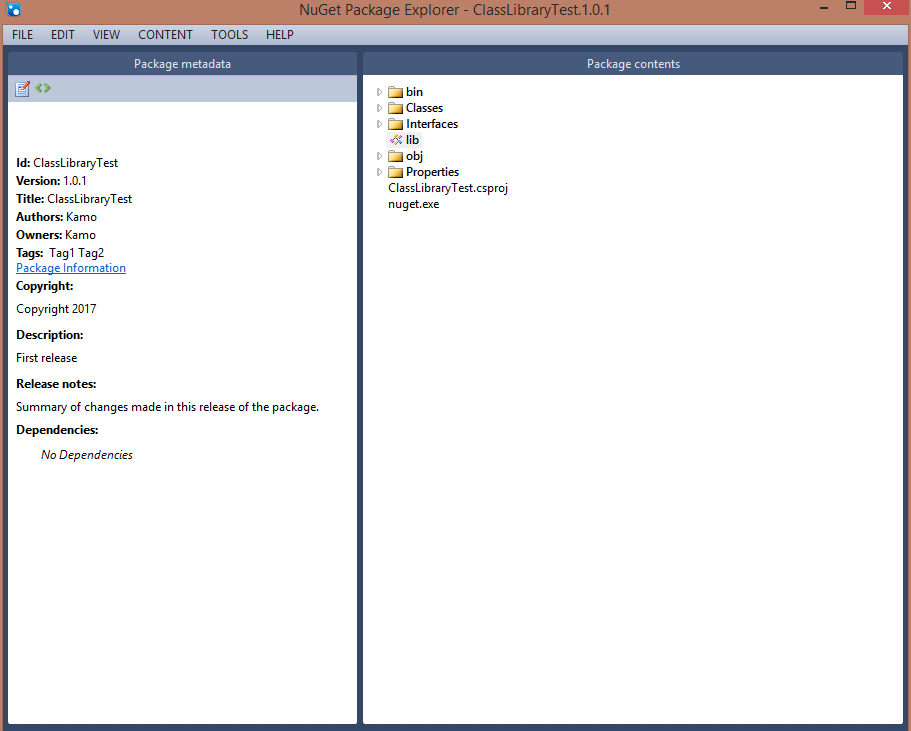 NuGet Package Explorer - ClassLibraryTest.1.0.1
FILE EDIT VIEW CONTENT TOOLS HELP
Package metadata
Id: ClassLibraryTest
Version: 1.0.1
Title: ClassLibraryTest
Authors: Kamo
Owners: Kamo
Tags: Tag1 Tag2
Package Information
Copyright:
Copyright 2017
Description:
First release
Release notes:
Summary of changes made in this release of the package.
Dependencies:
No Dependencies
Package contents
bin
Classes
Interfaces
lib
obj
Properties
ClassLibraryTest.csproj
nuget.exe